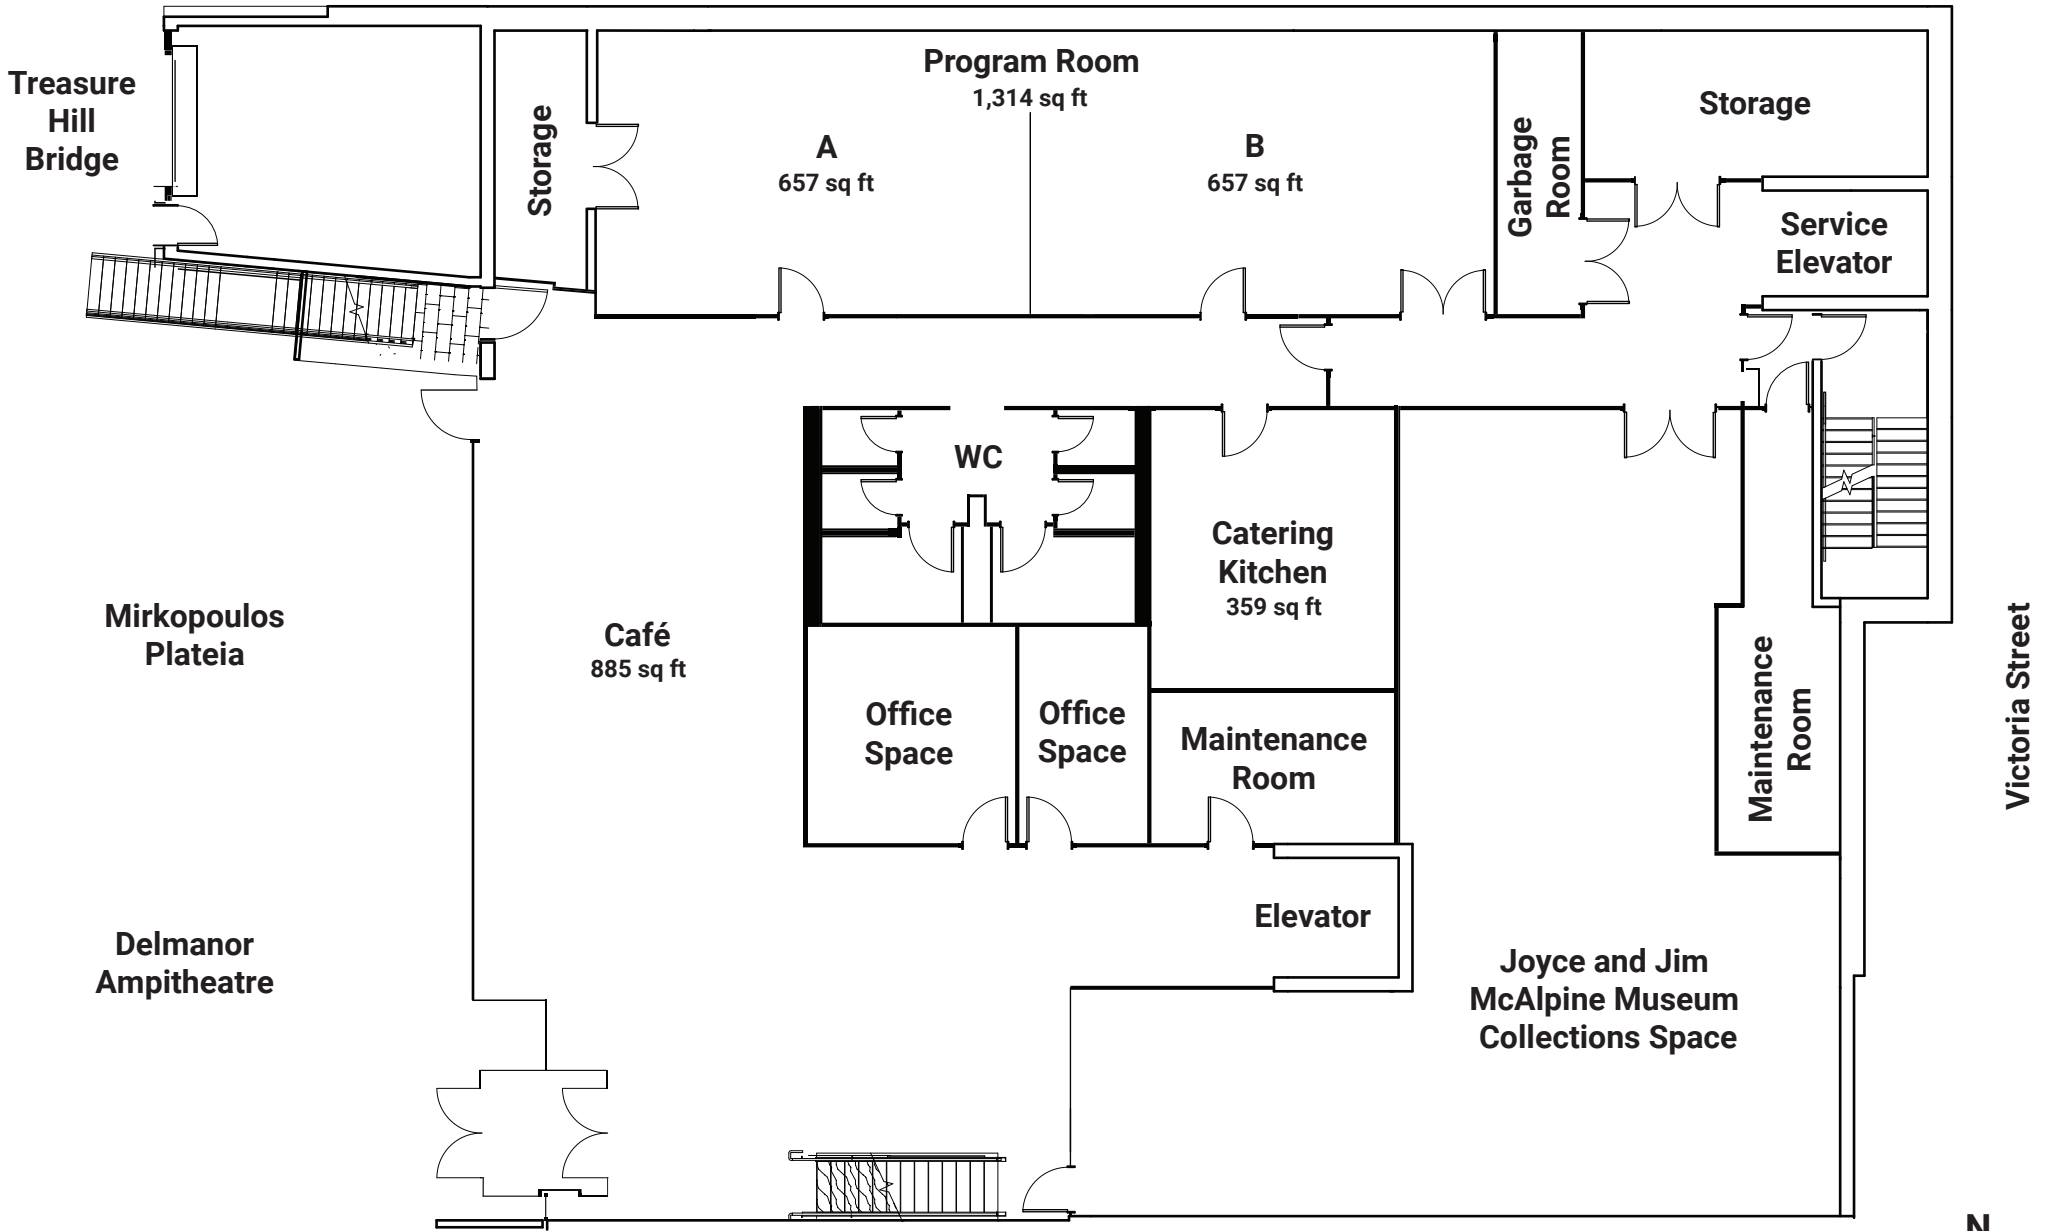 Treasure
Hill
Bridge
Storage
Program Room
1,314 sq ft
A
657 sq ft
B
657 sq ft
Garbage
Room
Storage
Service
Elevator
WC
Catering
Kitchen
359 sq ft
Mirkopoulos
Plateia
Café
885 sq ft
Office
Space
Office
Space
Maintenance
Room
Maintenance
Room
Victoria Street
Elevator
Delmanor
Ampitheatre
Joyce and Jim
McAlpine Museum
Collections Space
N